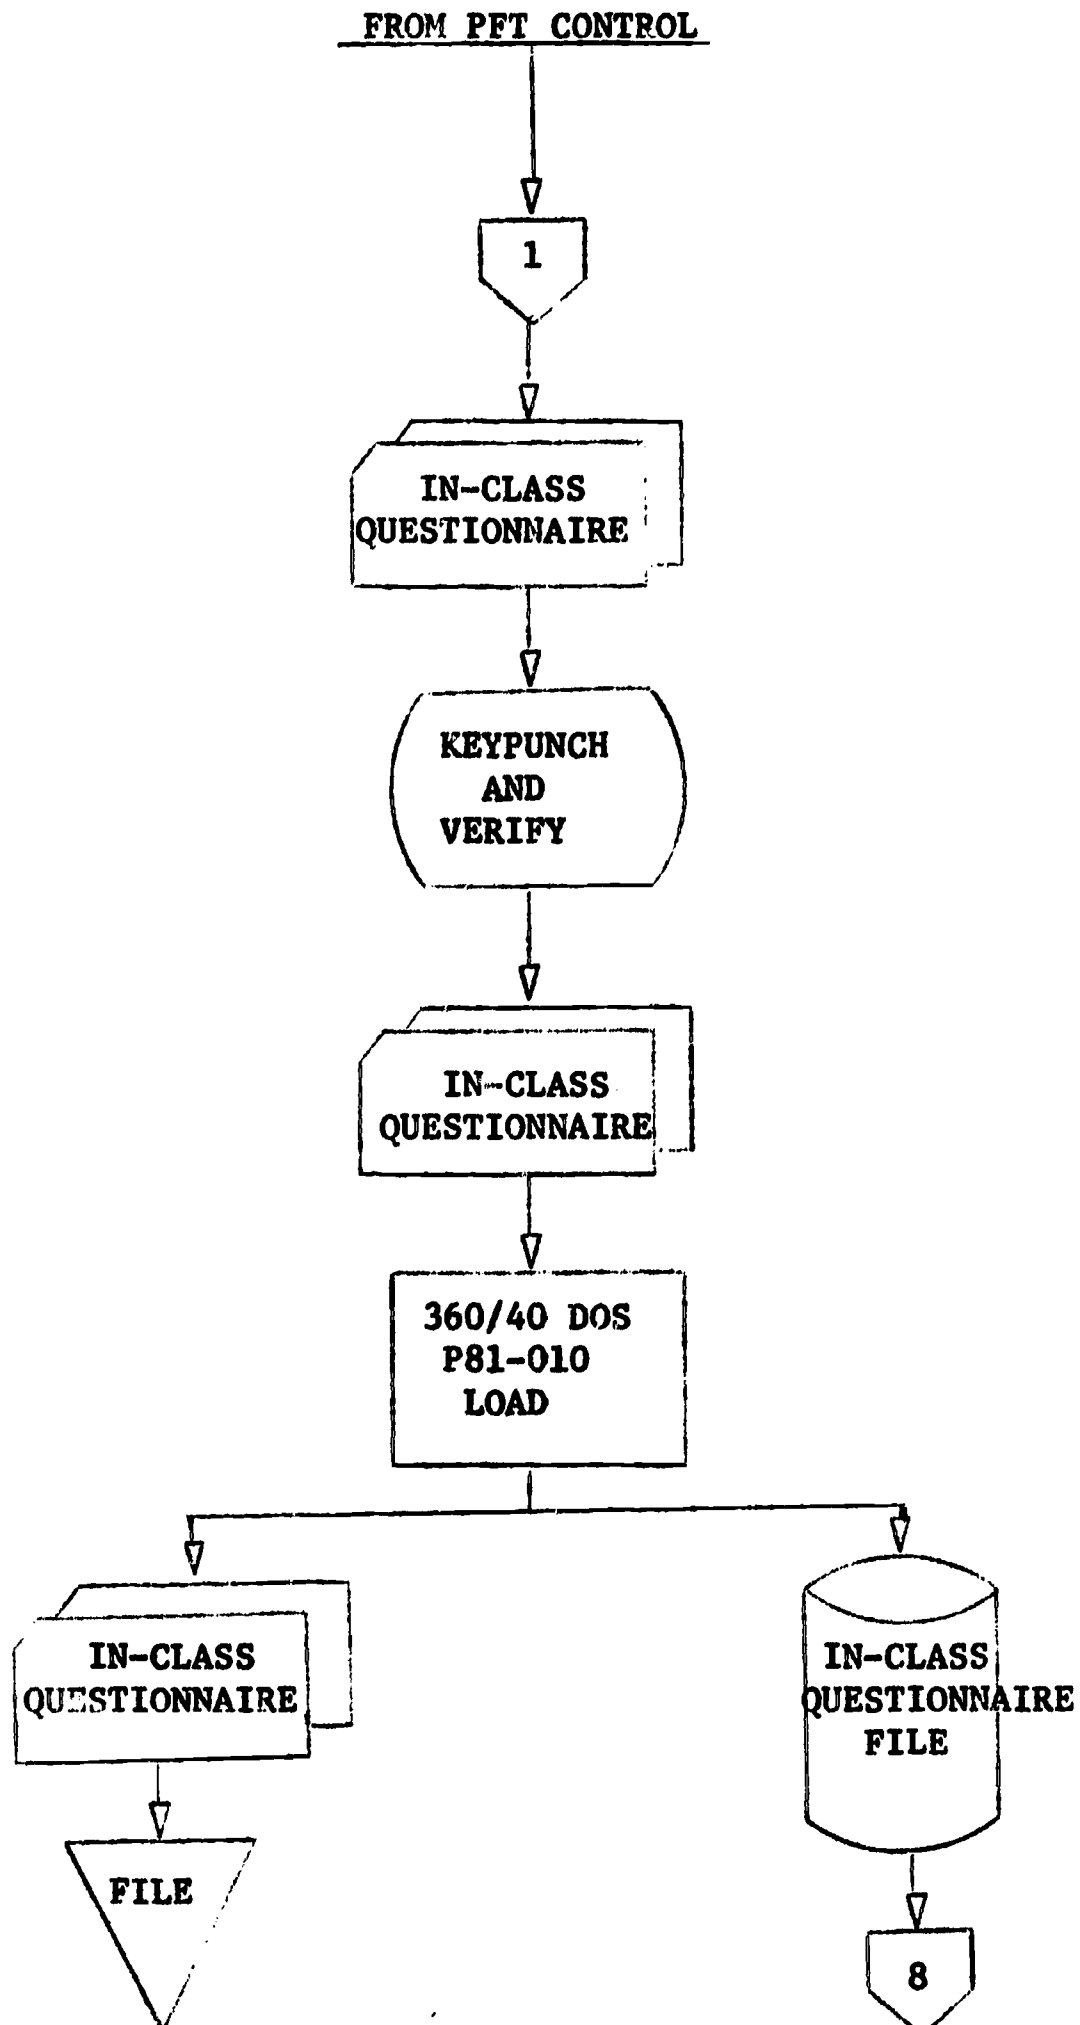 FROM PFT CONTROL
1
IN-CLASS
QUESTIONNAIRE
KEYPUNCH
AND
VERIFY
IN-CLASS
QUESTIONNAIRE
360/40 DOS
P81-010
LOAD
IN-CLASS
QUESTIONNAIRE
FILE
IN-CLASS
QUESTIONNAIRE
FILE
8